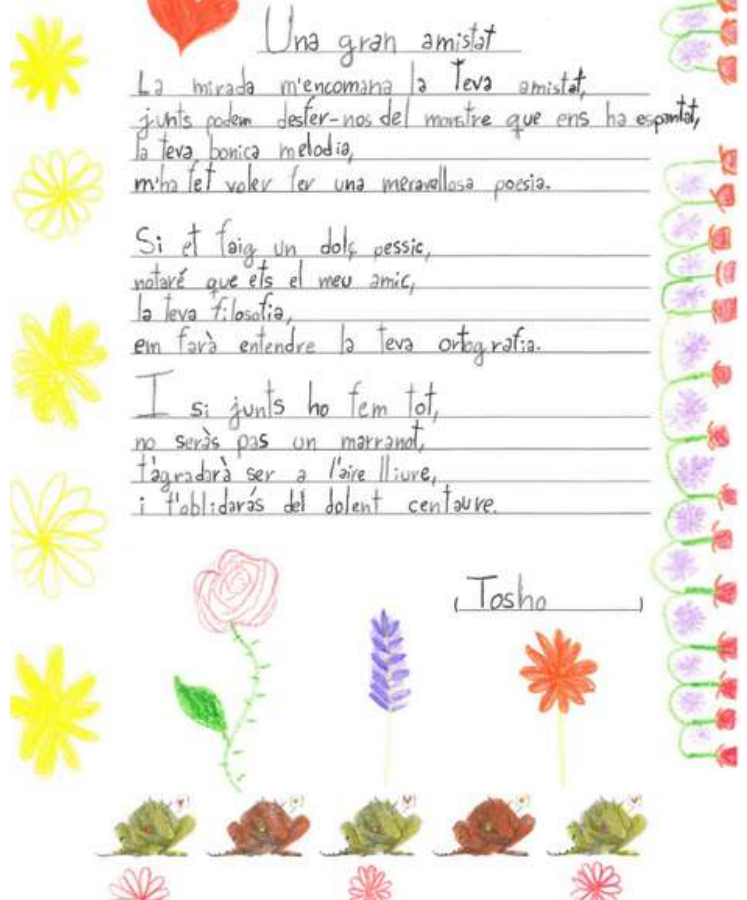 Una gran amistat
La mirada m'encomana la teva amistat,
junts podem desfer-nos del monstre que ens ha espantat,
la teva bonica melodia,
m'ha fet voler fer una meravellosa poesia.
Si et faig un dolç pessic,
notaré que ets el meu amic,
la teva filosofia,
em farà entendre la teva ortografia.
I si junts ho fem tot,
no seràs pas un marranot,
t'agradarà ser a l'aire lliure,
i t'oblidarás del dolent centaure.
(Tosho)